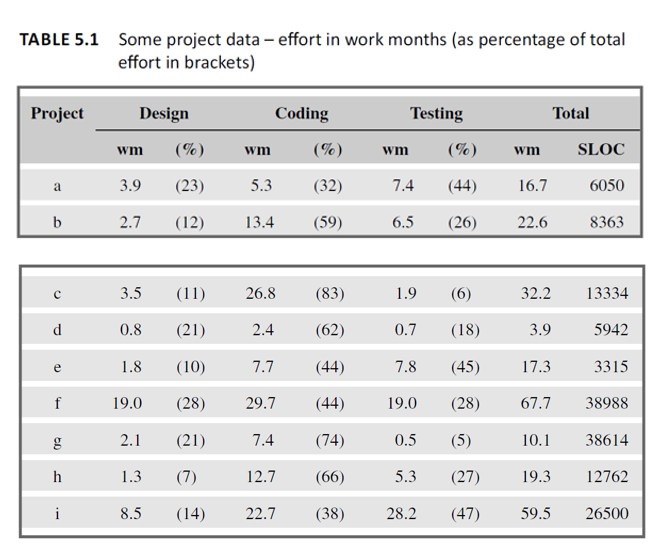 TABLE 5.1 Some project data – effort in work months (as percentage of total
effort in brackets)
Project Design Coding Testing Total
wm (%) wm (%) wm (%) wm SLOC
a 3.9 (23) 5.3 (32) 7.4 (44) 16.7 6050
b 2.7 (12) 13.4 (59) 6.5 (26) 22.6 8363
c 3.5 (11) 26.8 (83) 1.9 (6) 32.2 13334
d 0.8 (21) 2.4 (62) 0.7 (18) 3.9 5942
e 1.8 (10) 7.7 (44) 7.8 (45) 17.3 3315
f 19.0 (28) 29.7 (44) 19.0 (28) 67.7 38988
g 2.1 (21) 7.4 (74) 0.5 (5) 10.1 38614
h 1.3 (7) 12.7 (66) 5.3 (27) 19.3 12762
i 8.5 (14) 22.7 (38) 28.2 (47) 59.5 26500